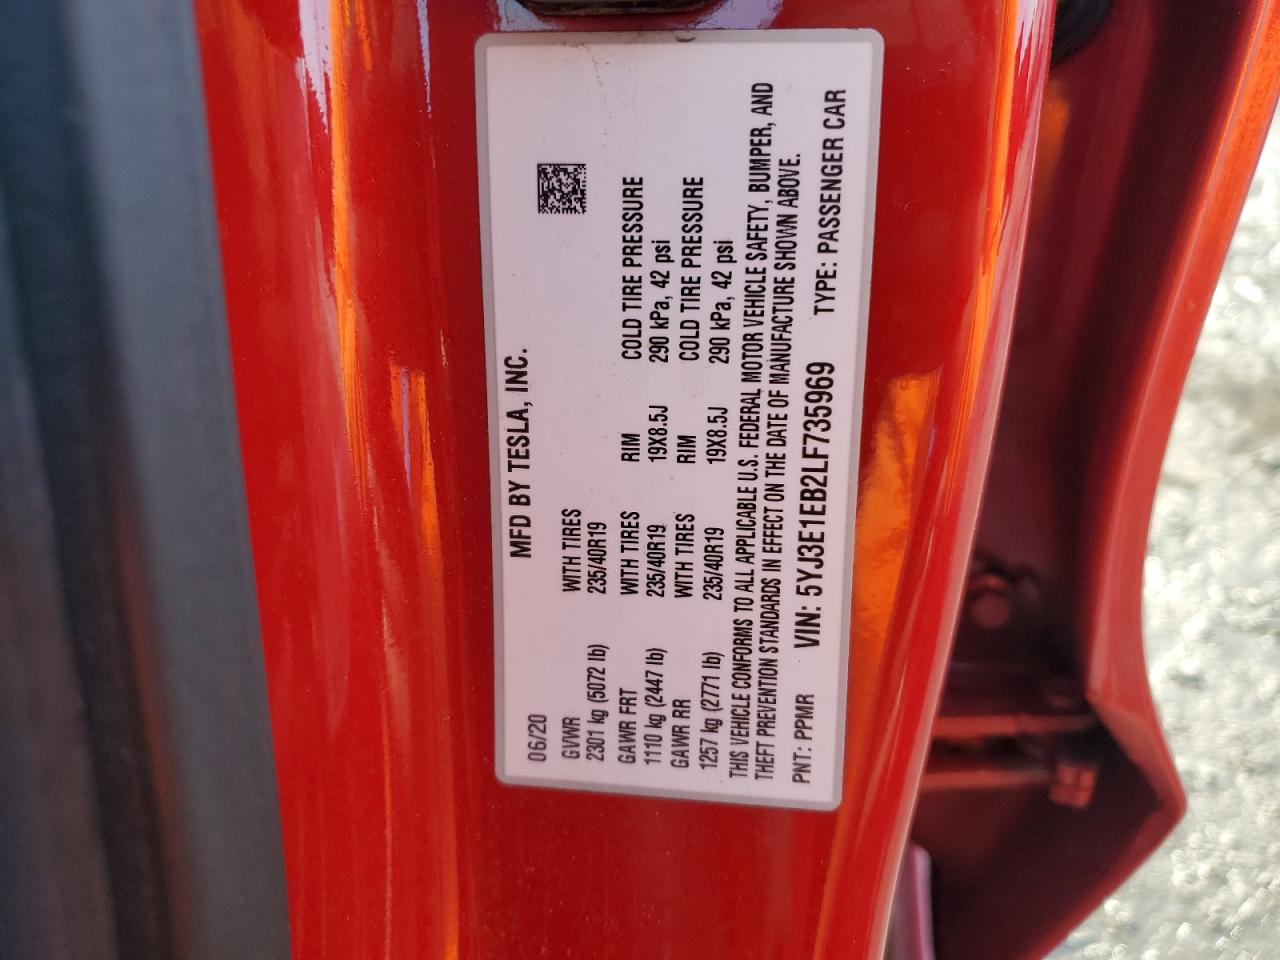 MFD BY TESLA, INC.
06/20
GVWR WITH TIRES
2301 kg (5072 lb) 235/40R19
GAWR FRT WITH TIRES RIM COLD TIRE PRESSURE
1110 kg (2447 lb) 235/40R19 19X8.5J 290 kPa, 42 psi
GAWR RR WITH TIRES RIM COLD TIRE PRESSURE
1257 kg (2771 lb) 235/40R19 19X8.5J 290 kPa, 42 psi
THIS VEHICLE CONFORMS TO ALL APPLICABLE U.S. FEDERAL MOTOR VEHICLE SAFETY, BUMPER, AND
THEFT PREVENTION STANDARDS IN EFFECT ON THE DATE OF MANUFACTURE SHOWN ABOVE.
PNT: PPMR VIN: 5YJ3E1EB2LF735969 TYPE: PASSENGER CAR